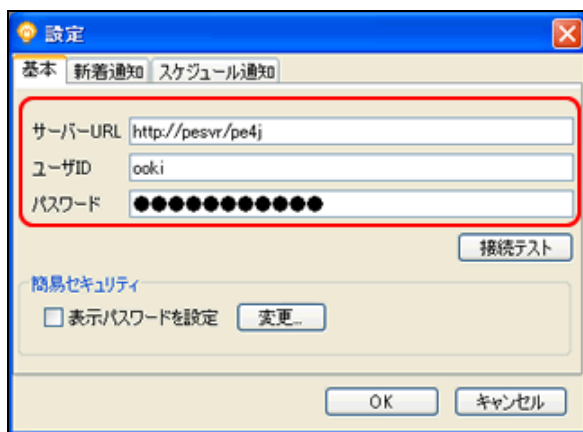 設定
基本 新着通知 スケジュール通知
サーバーURL http://pesvr/pe4j
ユーザID ooki
パスワード ●●●●●●●●●●●
接続テスト
簡易セキュリティ
表示パスワードを設定 変更...
OK キャンセル